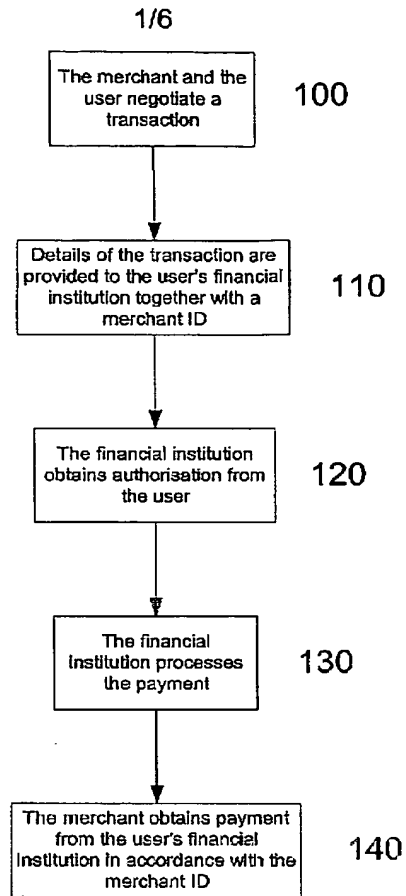 1/6
The merchant and the
user negotiate a
transaction
100
Details of the transaction are
provided to the user's financial
institution together with a
merchant ID
110
The financial institution
obtains authorisation from
the user
120
The financial
institution processes
the payment
130
The merchant obtains payment
from the user's financial
institution in accordance with the
merchant ID
140